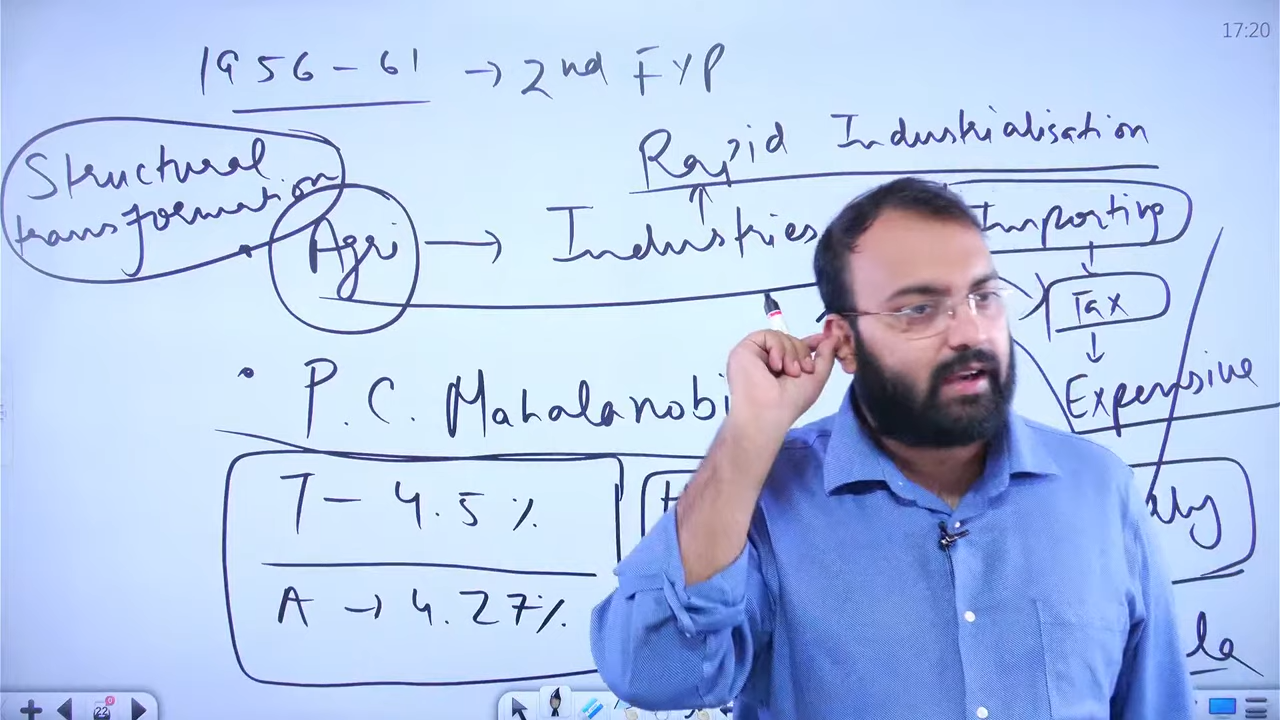 17:20
1956-61 → 2nd FYP
Rapid Industrialisation
Structural transformation
Agri → Industries
Importing
Tax
Expensive
P.C. Mahalanobi
T - 4.5 %
A → 4.27%
22